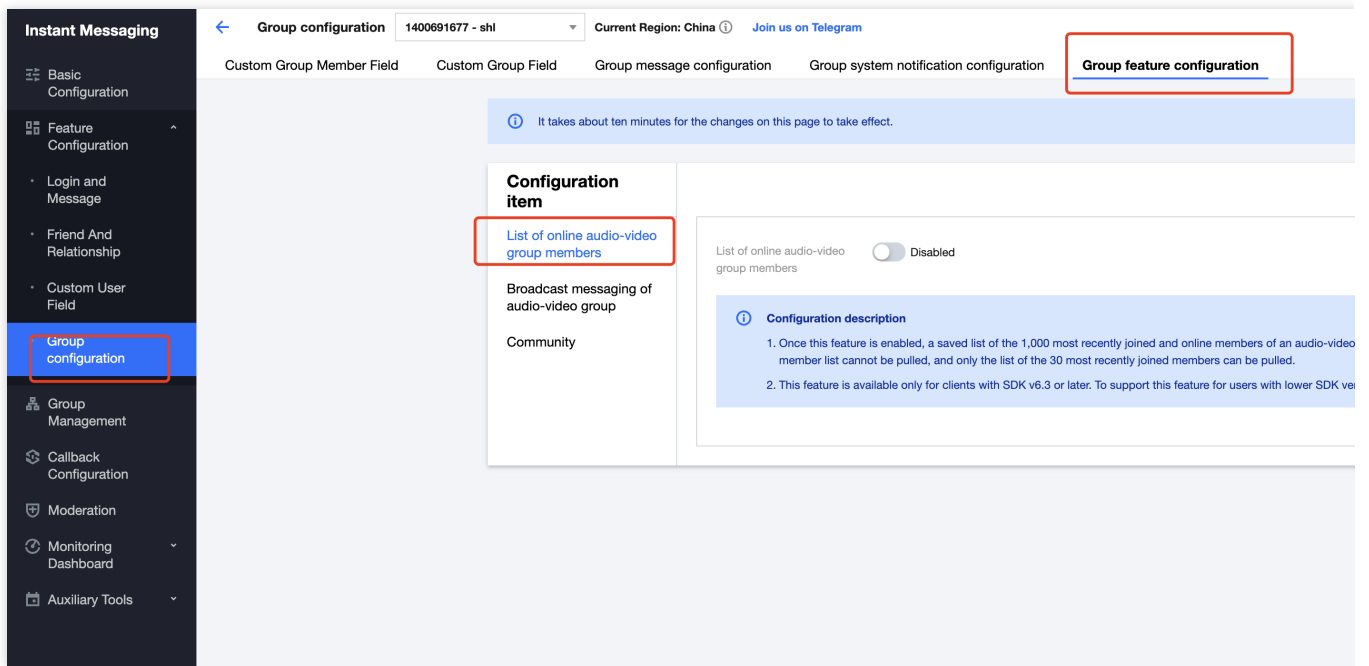 Instant Messaging
Group configuration
1400691677 - shl
Current Region: China
Join us on Telegram
Custom Group Member Field
Custom Group Field
Group message configuration
Group system notification configuration
Group feature configuration
Basic
Configuration
Feature
Configuration
Login and
Message
Friend And
Relationship
Custom User
Field
Group
configuration
Group
Management
Callback
Configuration
Moderation
Monitoring
Dashboard
Auxiliary Tools
It takes about ten minutes for the changes on this page to take effect.
Configuration
item
List of online audio-video
group members
Broadcast messaging of
audio-video group
Community
List of online audio-video
group members
Disabled
Configuration description
1. Once this feature is enabled, a saved list of the 1,000 most recently joined and online members of an audio-video
member list cannot be pulled, and only the list of the 30 most recently joined members can be pulled.
2. This feature is available only for clients with SDK v6.3 or later. To support this feature for users with lower SDK